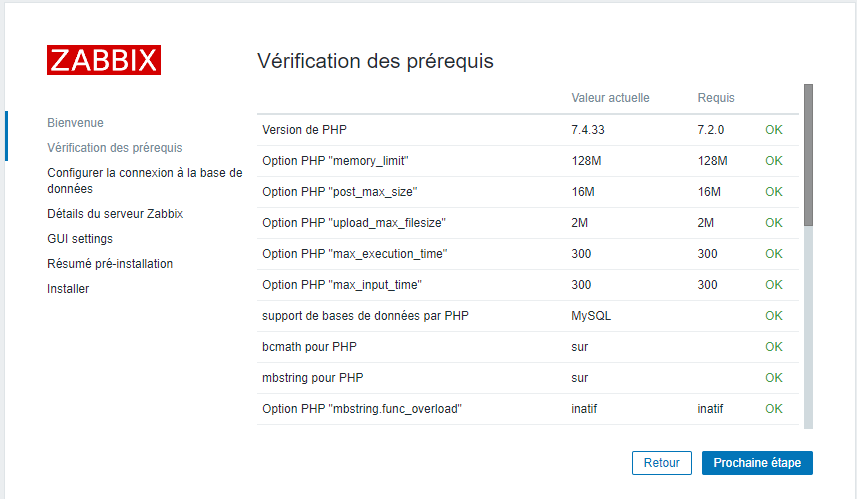 ZABBIX
Bienvenue
Vérification des prérequis
Configurer la connexion à la base de
données
Détails du serveur Zabbix
GUI settings
Résumé pré-installation
Installer
Vérification des prérequis
Valeur actuelle Requis
Version de PHP 7.4.33 7.2.0 OK
Option PHP "memory_limit" 128M 128M OK
Option PHP "post_max_size" 16M 16M OK
Option PHP "upload_max_filesize" 2M 2M OK
Option PHP "max_execution_time" 300 300 OK
Option PHP "max_input_time" 300 300 OK
support de bases de données par PHP MySQL OK
bcmath pour PHP sur OK
mbstring pour PHP sur OK
Option PHP "mbstring.func_overload" inatif inatif OK
Retour Prochaine étape